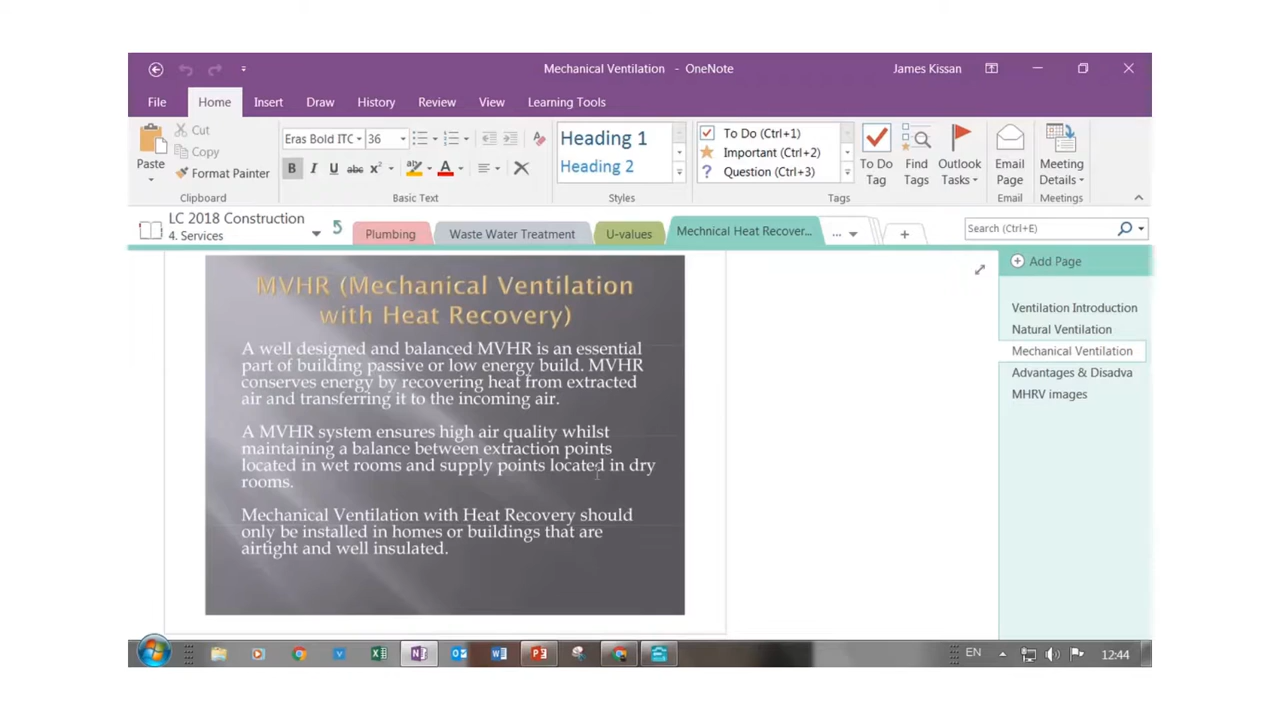 Mechanical Ventilation - OneNote
James Kissan
File
Home
Insert
Draw
History
Review
View
Learning Tools
Paste
Cut
Copy
Format Painter
Clipboard
Eras Bold ITC
36
B
I
U
abc
x²
ab
A
Basic Text
Heading 1
Heading 2
Styles
To Do (Ctrl+1)
Important (Ctrl+2)
Question (Ctrl+3)
To Do
Tag
Find
Tags
Tags
Outlook
Tasks
Email
Page
Email
Meeting
Details
Meetings
LC 2018 Construction
4. Services
Plumbing
Waste Water Treatment
U-values
Mechnical Heat Recover...
...
Search (Ctrl+E)
Add Page
Ventilation Introduction
Natural Ventilation
Mechanical Ventilation
Advantages & Disadva
MHRV images
MVHR (Mechanical Ventilation
with Heat Recovery)
A well designed and balanced MVHR is an essential
part of building passive or low energy build. MVHR
conserves energy by recovering heat from extracted
air and transferring it to the incoming air.
A MVHR system ensures high air quality whilst
maintaining a balance between extraction points
located in wet rooms and supply points located in dry
rooms.
Mechanical Ventilation with Heat Recovery should
only be installed in homes or buildings that are
airtight and well insulated.
EN
12:44